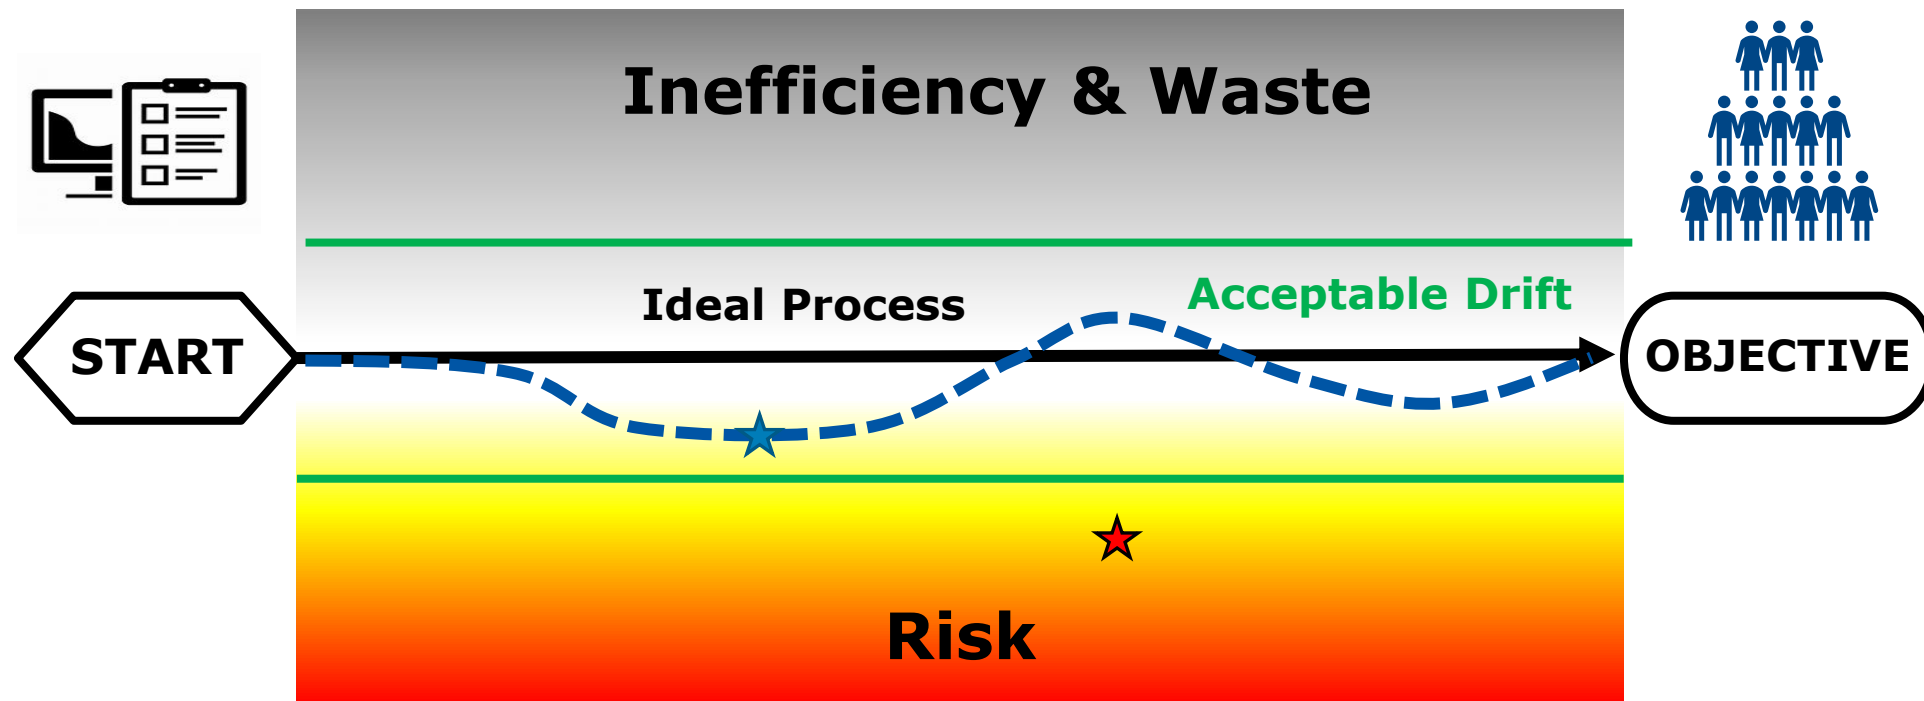 Inefficiency & Waste
Ideal Process
Acceptable Drift
START
OBJECTIVE
Risk